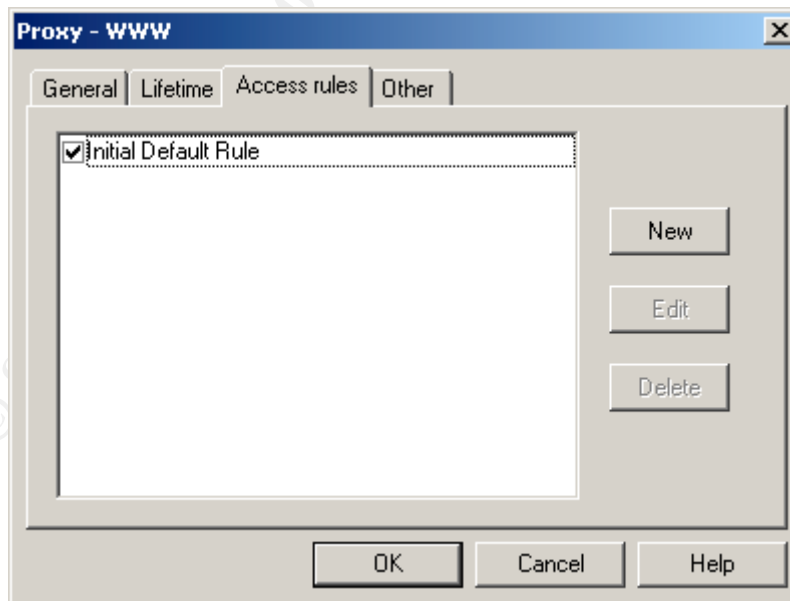 Proxy - WWW
General
Lifetime
Access rules
Other
Initial Default Rule
New
Edit
Delete
OK
Cancel
Help